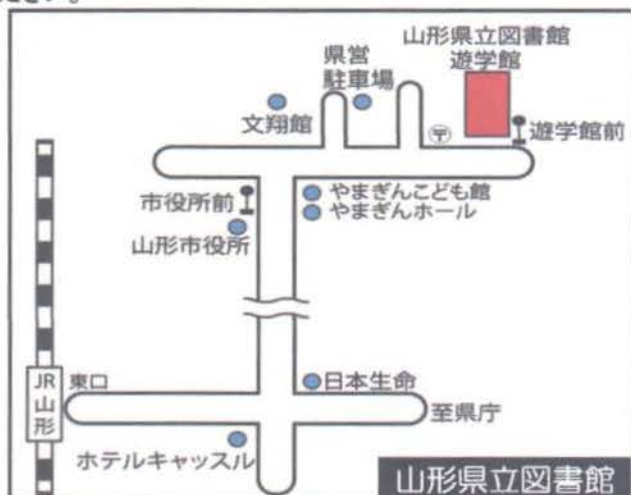 ださい。
山形県立図書館
遊学館
県営
駐車場
文翔館
〒
遊学館前
市役所前
やまぎんこども館
やまぎんホール
山形市役所
日本生命
JR
山形
東口
至県庁
ホテルキャッスル
山形県立図書館